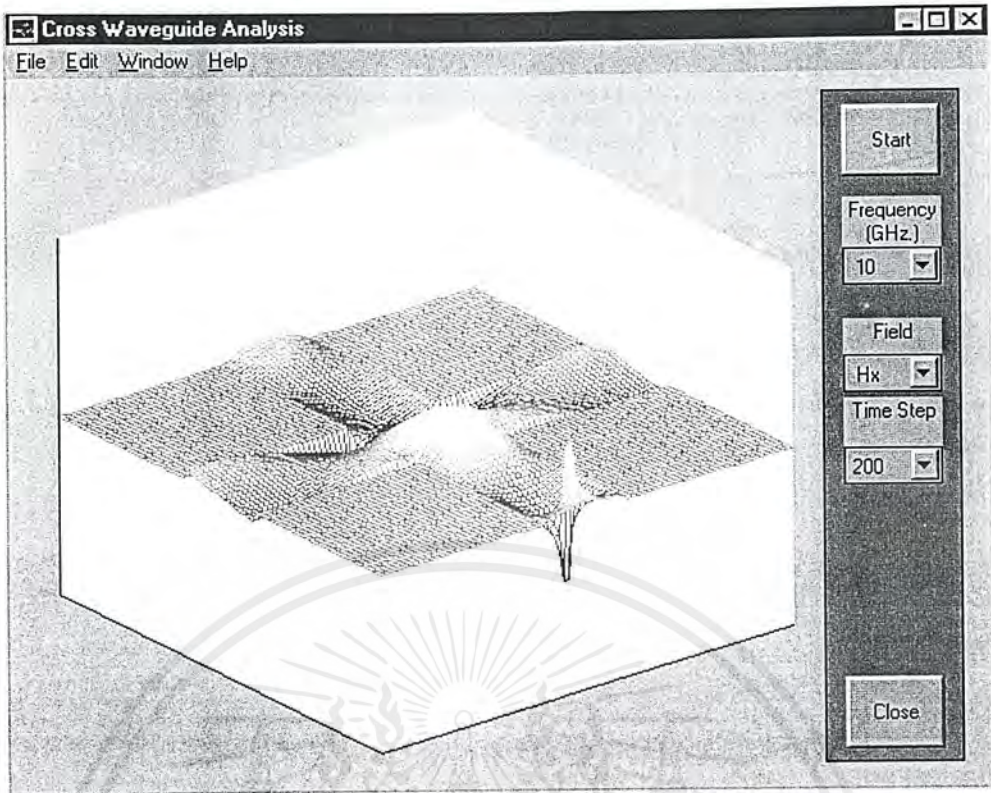 Cross Waveguide Analysis
File Edit Window Help
Start
Frequency
(GHz.)
10
Field
Hx
Time Step
200
Close